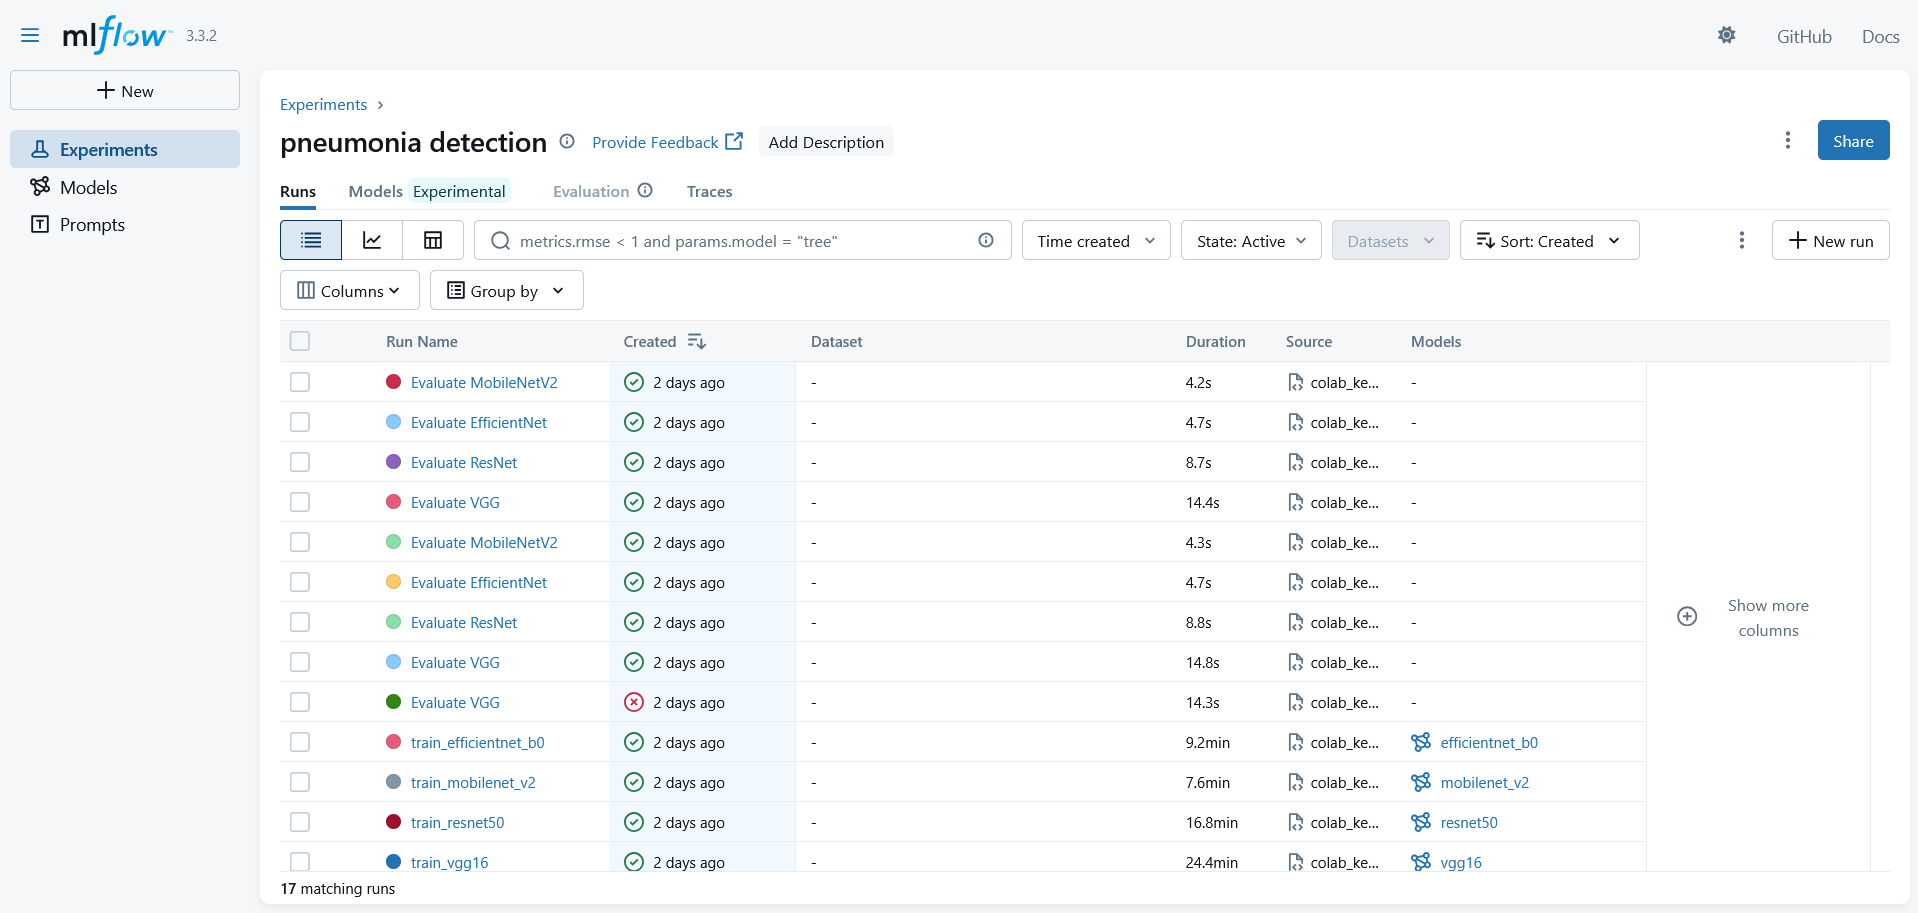 mlflow™ 3.3.2
GitHub Docs
New
Experiments
Models
Prompts
Experiments
pneumonia detection Provide Feedback Add Description
Share
Runs Models Experimental Evaluation Traces
metrics.rmse < 1 and params.model = "tree" Time created State: Active Datasets Sort: Created New run
Columns Group by
Run Name Created Dataset Duration Source Models
Evaluate MobileNetV2 2 days ago - 4.2s colab_ke... -
Evaluate EfficientNet 2 days ago - 4.7s colab_ke... -
Evaluate ResNet 2 days ago - 8.7s colab_ke... -
Evaluate VGG 2 days ago - 14.4s colab_ke... -
Evaluate MobileNetV2 2 days ago - 4.3s colab_ke... -
Evaluate EfficientNet 2 days ago - 4.7s colab_ke... -
Evaluate ResNet 2 days ago - 8.8s colab_ke... -
Evaluate VGG 2 days ago - 14.8s colab_ke... -
Evaluate VGG 2 days ago - 14.3s colab_ke... -
train_efficientnet_b0 2 days ago - 9.2min colab_ke... efficientnet_b0
train_mobilenet_v2 2 days ago - 7.6min colab_ke... mobilenet_v2
train_resnet50 2 days ago - 16.8min colab_ke... resnet50
train_vgg16 2 days ago - 24.4min colab_ke... vgg16
Show more
columns
17 matching runs